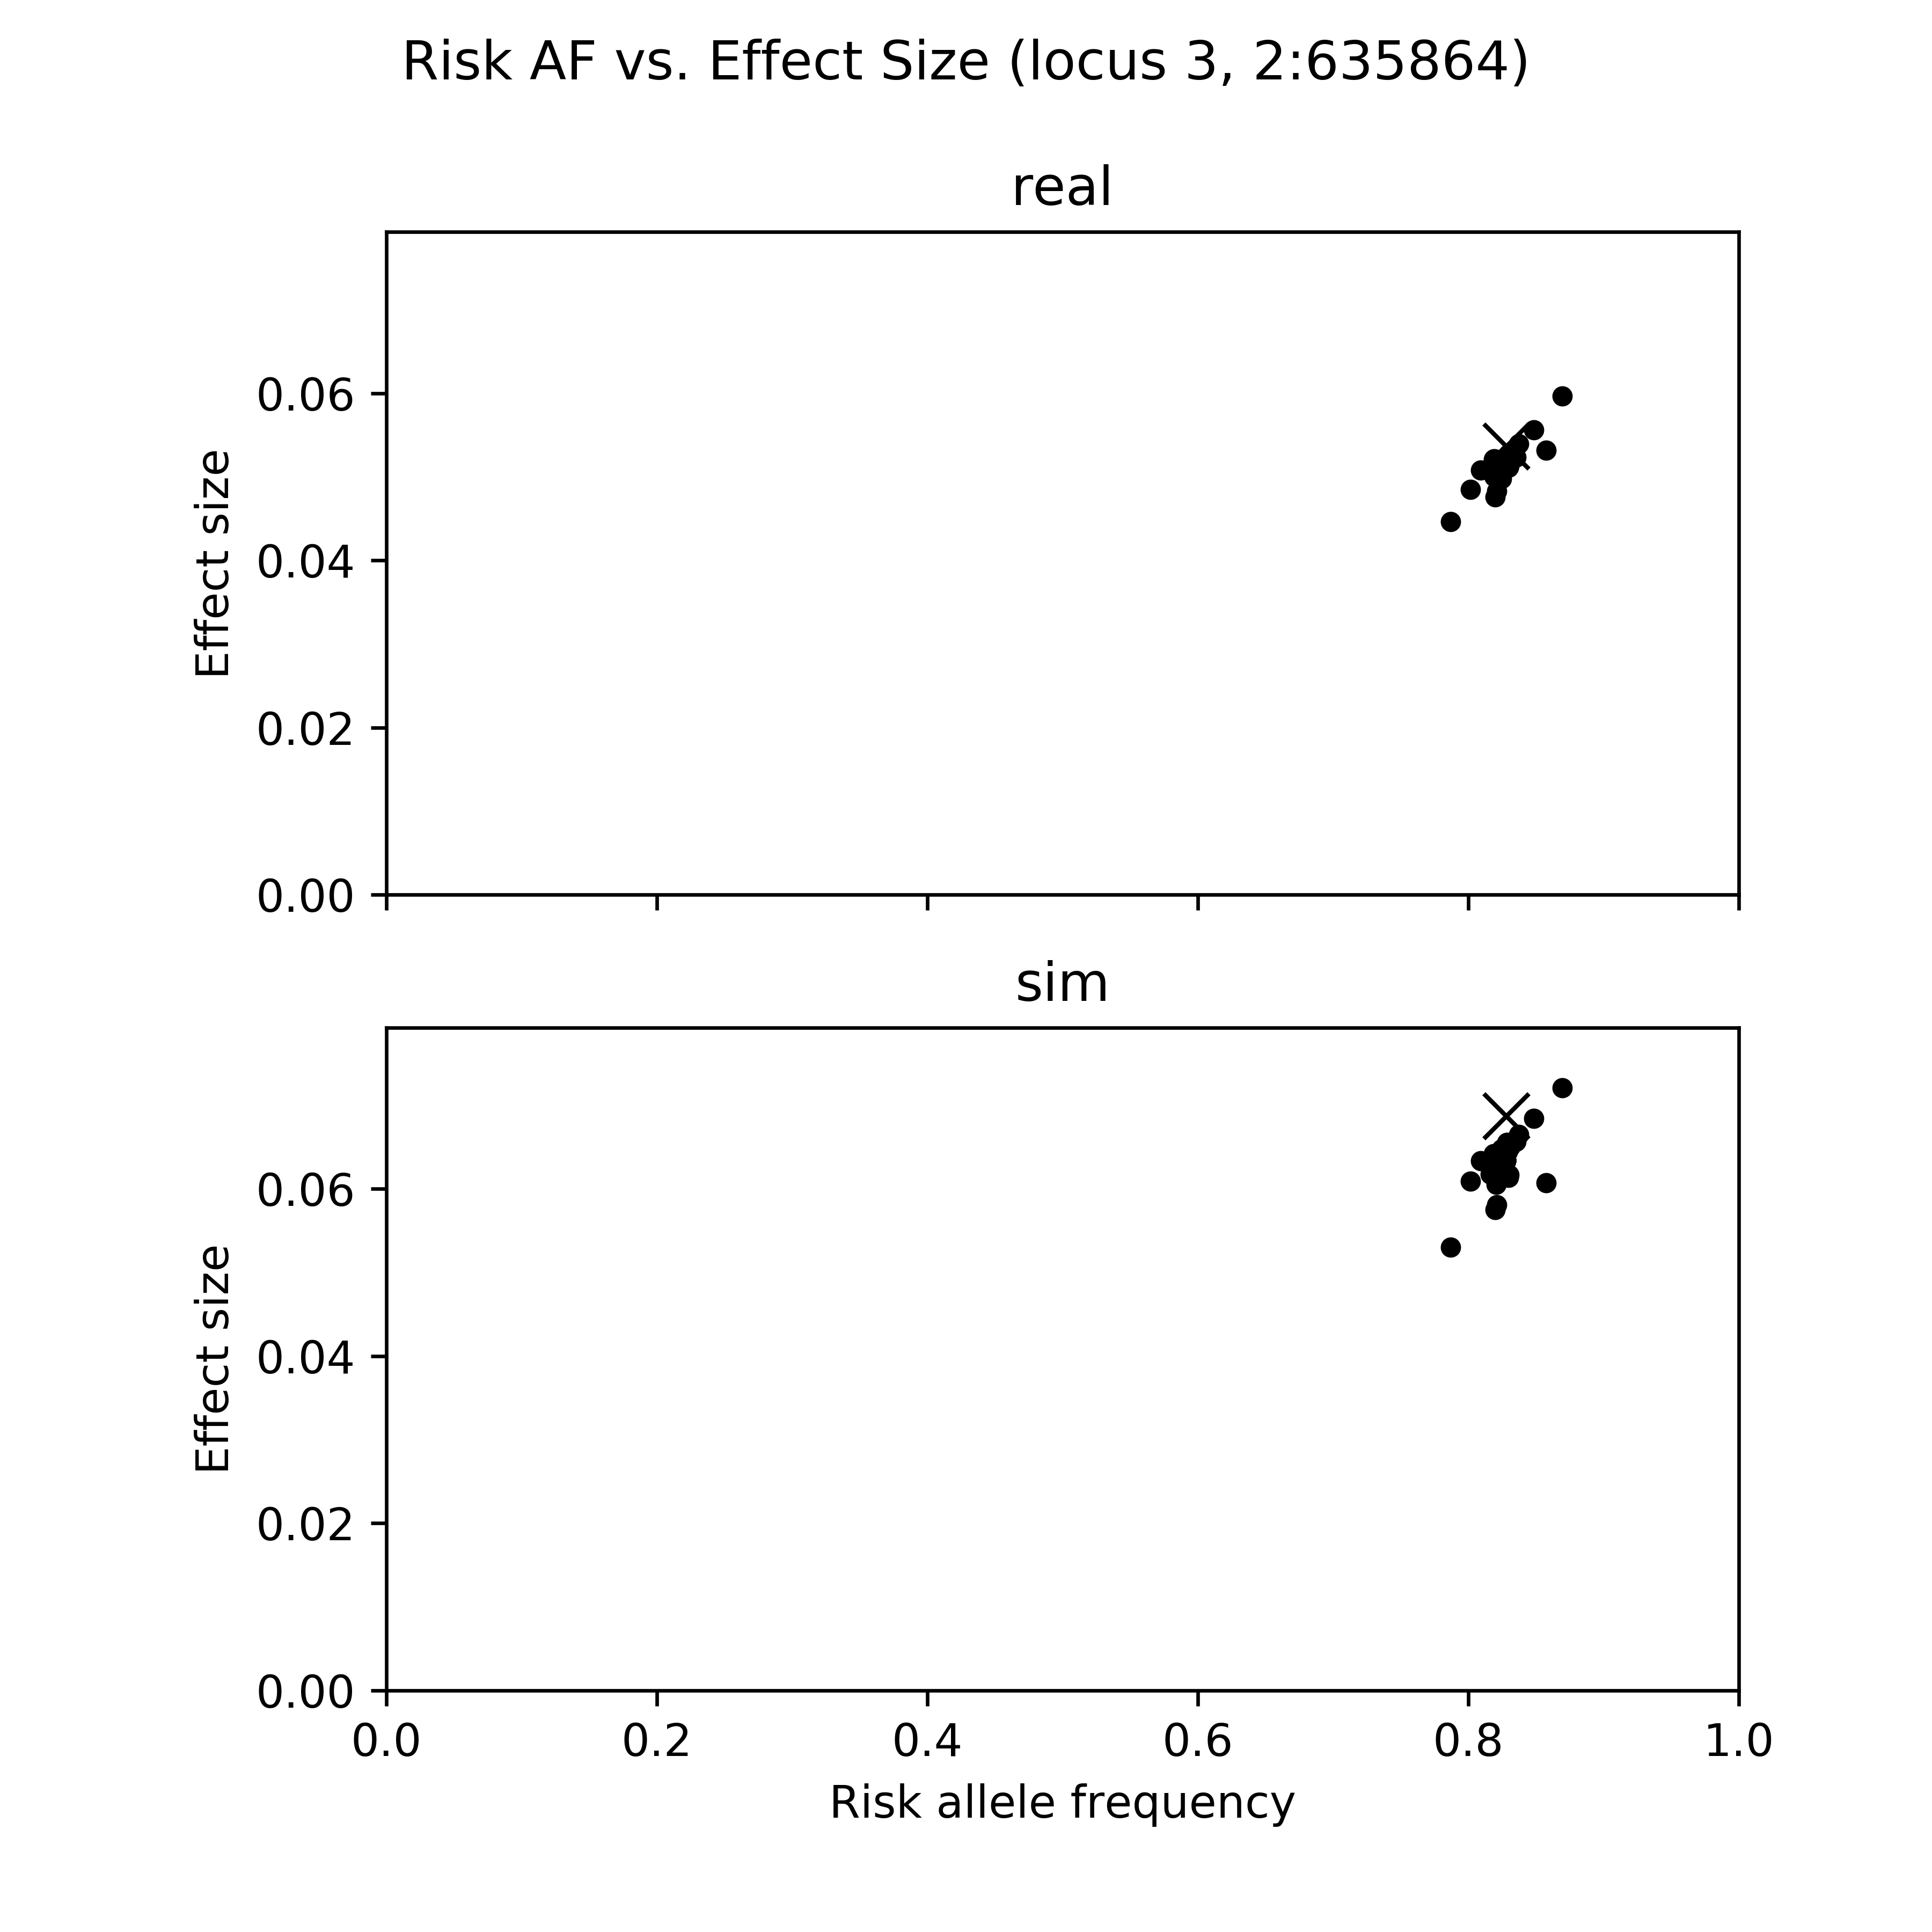 Risk AF vs. Effect Size (locus 3, 2:635864)
real
Effect size
0.06
0.04
0.02
0.00
sim
Effect size
0.06
0.04
0.02
0.00
0.0 0.2 0.4 0.6 0.8 1.0
Risk allele frequency